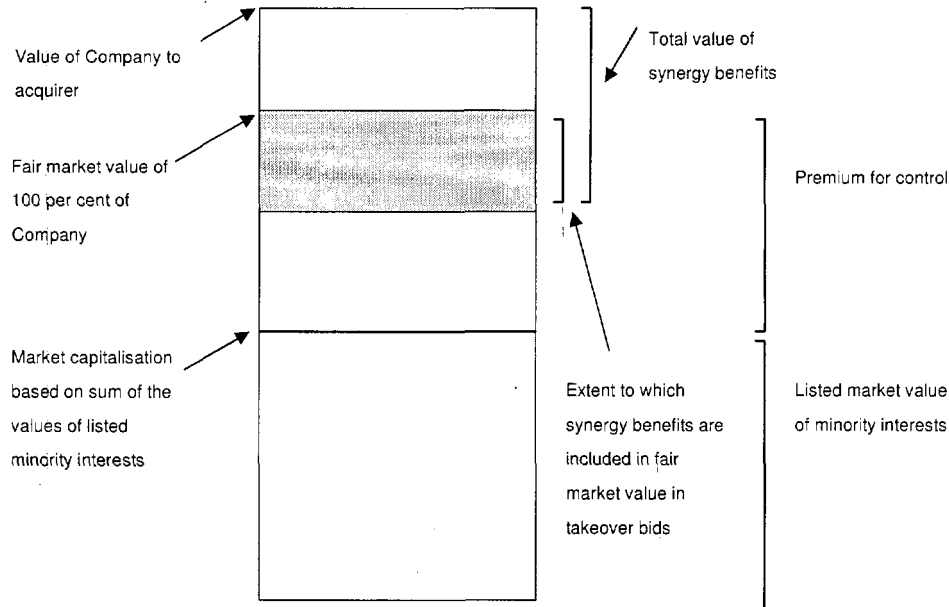 Value of Company to
acquirer
Total value of
synergy benefits
Fair market value of
100 per cent of
Company
Premium for control
Market capitalisation
based on sum of the
values of listed
minority interests
Extent to which
synergy benefits are
included in fair
market value in
takeover bids
Listed market value
of minority interests